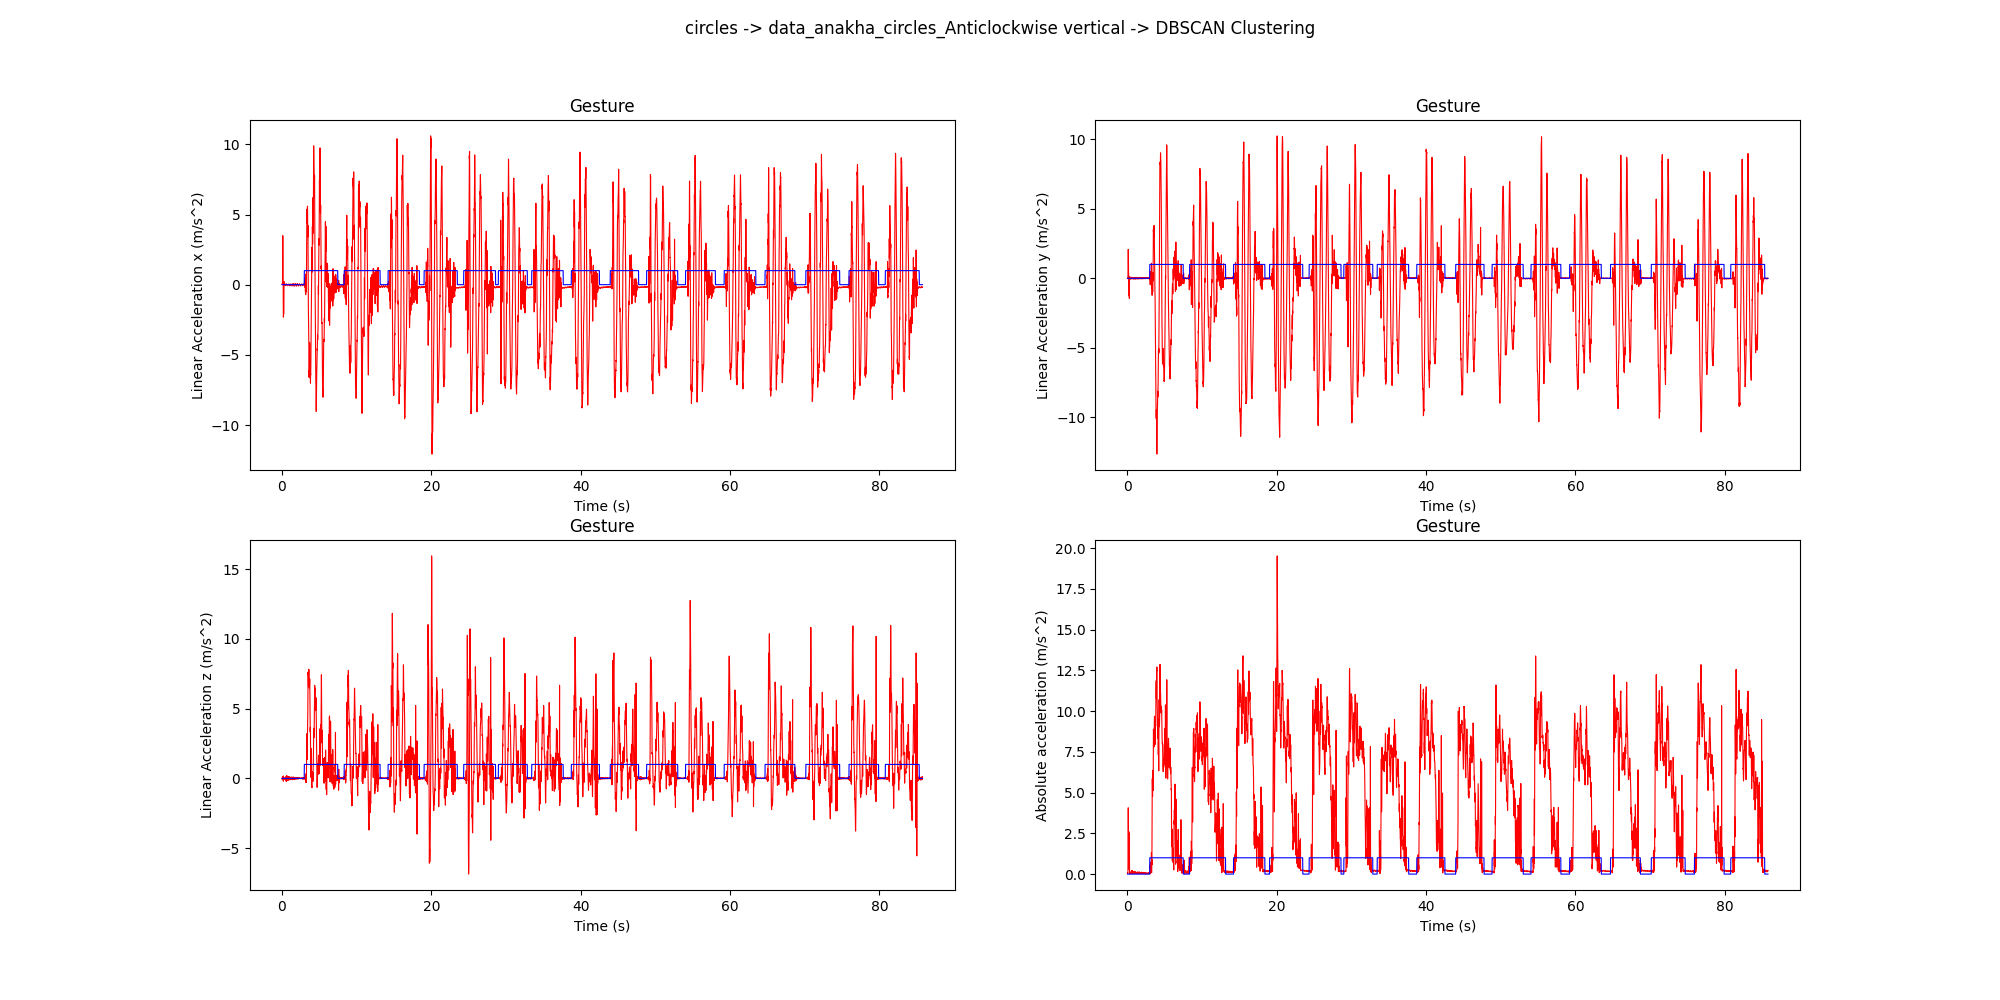 circles -> data_anakha_circles_Anticlockwise vertical -> DBSCAN Clustering
Gesture
Linear Acceleration x (m/s^2)
10
5
0
−5
−10
0 20 40 60 80
Time (s)
Gesture
Linear Acceleration y (m/s^2)
10
5
0
−5
−10
0 20 40 60 80
Time (s)
Gesture
Linear Acceleration z (m/s^2)
15
10
5
0
−5
0 20 40 60 80
Time (s)
Gesture
Absolute acceleration (m/s^2)
20.0
17.5
15.0
12.5
10.0
7.5
5.0
2.5
0.0
0 20 40 60 80
Time (s)